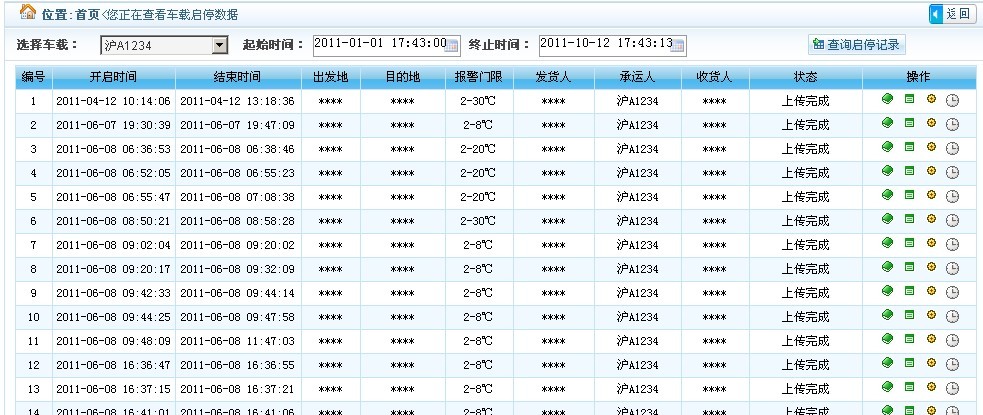 位置:首页<您正在查看车载启停数据 返回
选择车载： 沪A1234 起始时间： 2011-01-01 17:43:00 终止时间： 2011-10-12 17:43:13 查询启停记录
编号 开启时间 结束时间 出发地 目的地 报警门限 发货人 承运人 收货人 状态 操作
1 2011-04-12 10:14:06 2011-04-12 13:18:36 **** **** 2-30℃ **** 沪A1234 **** 上传完成
2 2011-06-07 19:30:39 2011-06-07 19:47:09 **** **** 2-8℃ **** 沪A1234 **** 上传完成
3 2011-06-08 06:36:53 2011-06-08 06:38:46 **** **** 2-20℃ **** 沪A1234 **** 上传完成
4 2011-06-08 06:52:05 2011-06-08 06:55:23 **** **** 2-20℃ **** 沪A1234 **** 上传完成
5 2011-06-08 06:55:47 2011-06-08 07:08:38 **** **** 2-20℃ **** 沪A1234 **** 上传完成
6 2011-06-08 08:50:21 2011-06-08 08:58:28 **** **** 2-30℃ **** 沪A1234 **** 上传完成
7 2011-06-08 09:02:04 2011-06-08 09:20:02 **** **** 2-8℃ **** 沪A1234 **** 上传完成
8 2011-06-08 09:20:17 2011-06-08 09:32:09 **** **** 2-8℃ **** 沪A1234 **** 上传完成
9 2011-06-08 09:42:33 2011-06-08 09:44:14 **** **** 2-8℃ **** 沪A1234 **** 上传完成
10 2011-06-08 09:44:25 2011-06-08 09:47:58 **** **** 2-8℃ **** 沪A1234 **** 上传完成
11 2011-06-08 09:48:09 2011-06-08 11:47:03 **** **** 2-8℃ **** 沪A1234 **** 上传完成
12 2011-06-08 16:36:47 2011-06-08 16:36:55 **** **** 2-8℃ **** 沪A1234 **** 上传完成
13 2011-06-08 16:37:15 2011-06-08 16:37:21 **** **** 2-8℃ **** 沪A1234 **** 上传完成
14 2011-06-08 16:41:01 2011-06-08 16:41:06 **** **** 2-8℃ **** 沪A1234 **** 上传完成